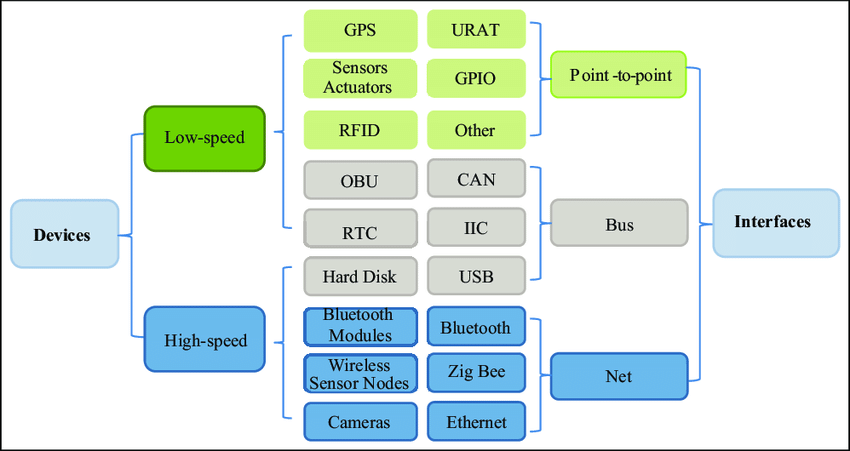 Devices
Low-speed
High-speed
GPS
Sensors
Actuators
RFID
OBU
RTC
Hard Disk
Bluetooth
Modules
Wireless
Sensor Nodes
Cameras
URAT
GPIO
Other
CAN
IIC
USB
Bluetooth
Zig Bee
Ethernet
Point-to-point
Bus
Net
Interfaces